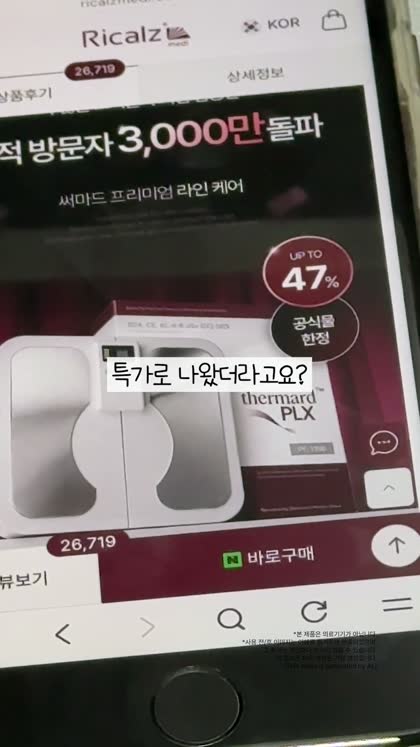 Ricalzi
medi
KOR
26,719
상품후기
상세정보
적 방문자 3,000만 돌파
써마드 프리미엄 라인 케어
UP TO
47%
공식몰
한정
특가로 나왔더라고요?
thermard
PLX
26,719
뷰보기
N 바로구매
*본 제품은 의료기기가 아닙니다